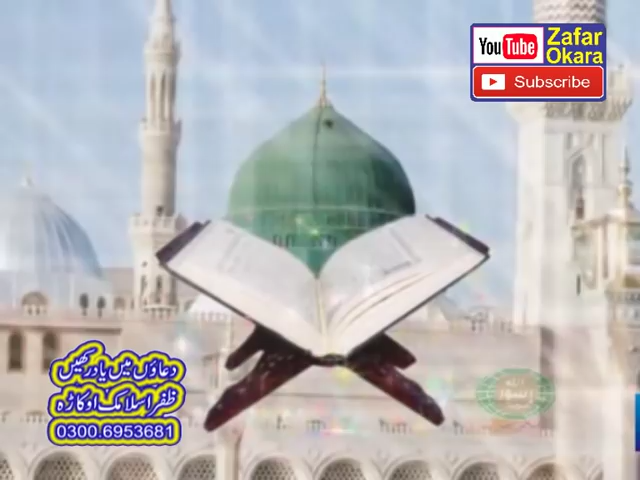 YouTube
Zafar
Okara
Subscribe
دعاؤں میں یاد رکھیں
ظفر اسلامک اوکاڑہ
0300.6953681